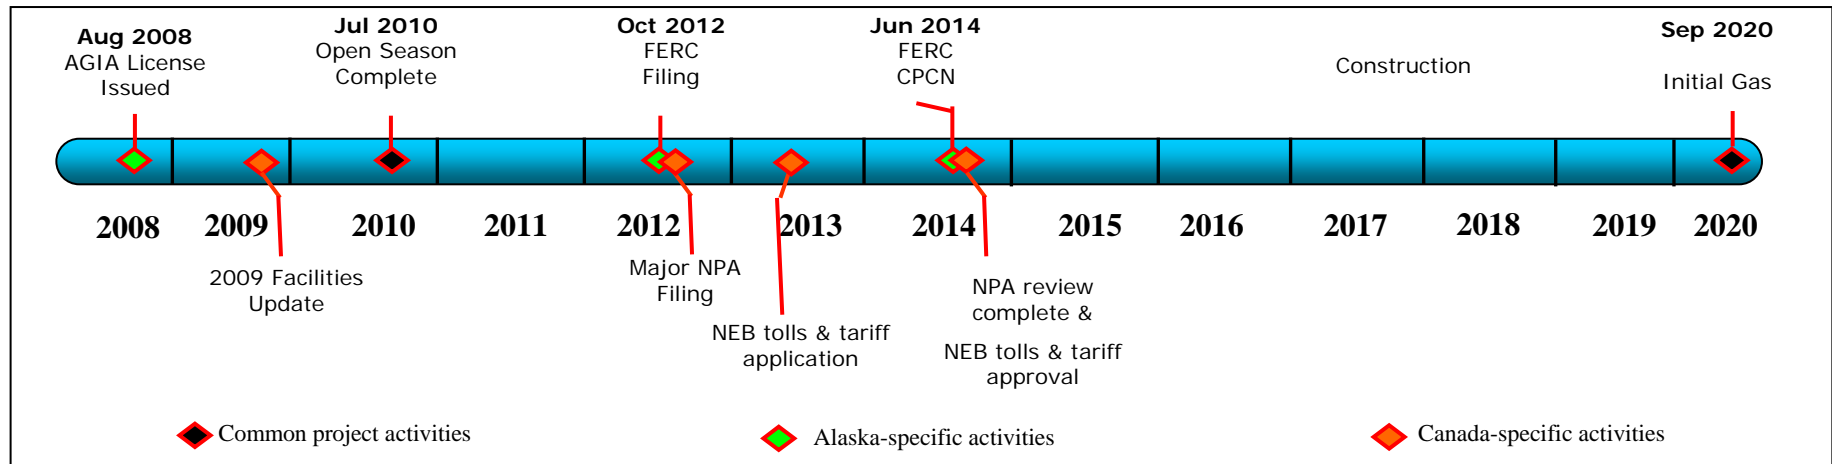 Aug 2008
AGIA License
Issued
Jul 2010
Open Season
Complete
Oct 2012
FERC
Filing
Jun 2014
FERC
CPCN
Construction
Sep 2020
Initial Gas
2008
2009
2010
2011
2012
2013
2014
2015
2016
2017
2018
2019
2020
2009 Facilities
Update
Major NPA
Filing
NEB tolls & tariff
application
NPA review
complete &
NEB tolls & tariff
approval
Common project activities
Alaska-specific activities
Canada-specific activities